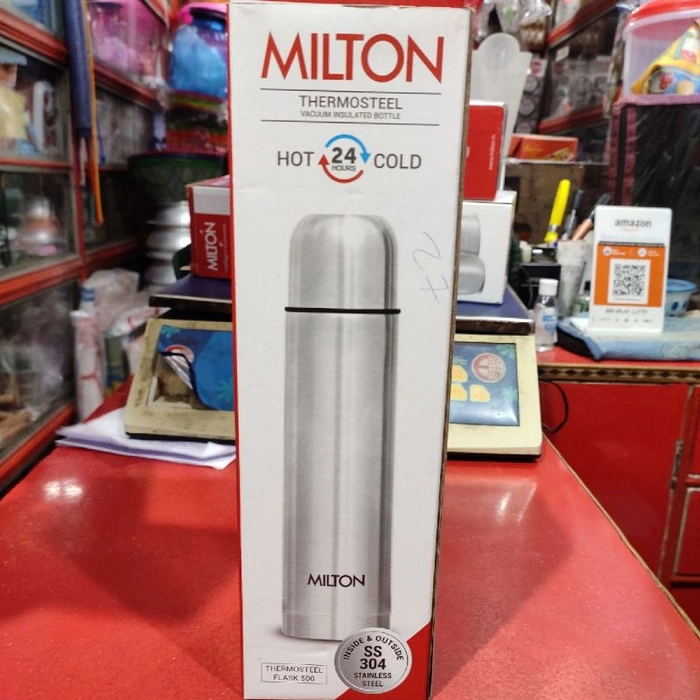 MILTON
THERMOSTEEL
VACUUM INSULATED BOTTLE
HOT 24 HOURS COLD
MILTON
INSIDE & OUTSIDE
SS
304
STAINLESS
STEEL
THERMOSTEEL
FLASK 500
MILTON
amazon